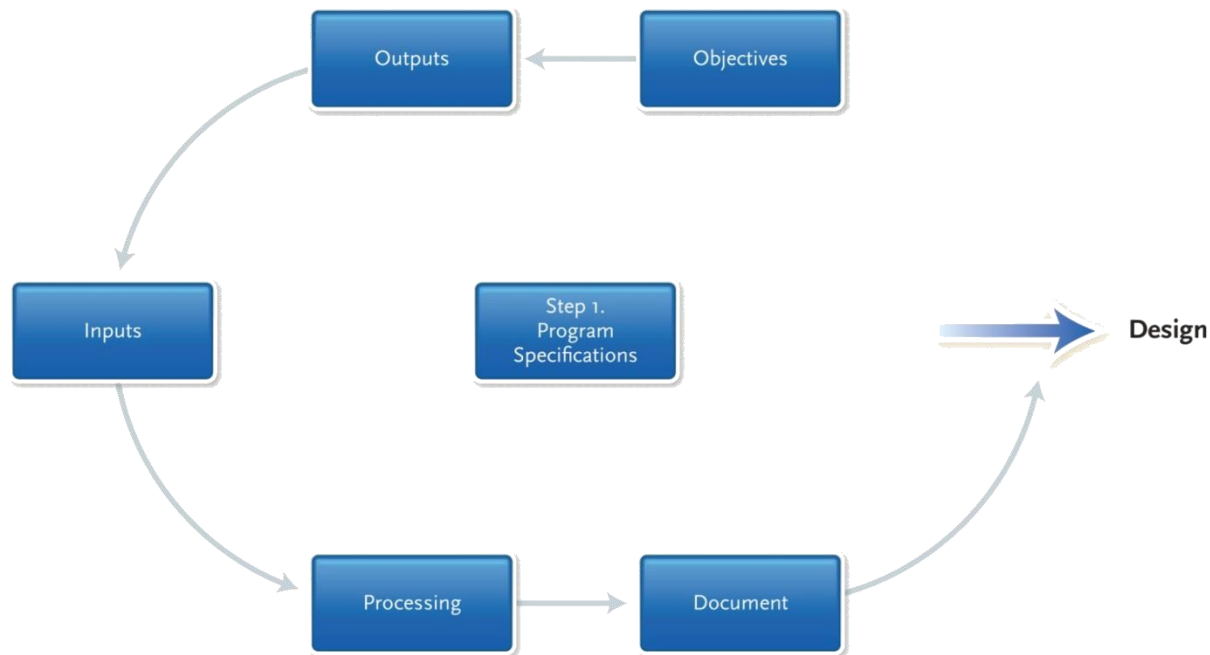 Outputs
Objectives
Inputs
Step 1.
Program
Specifications
Design
Processing
Document